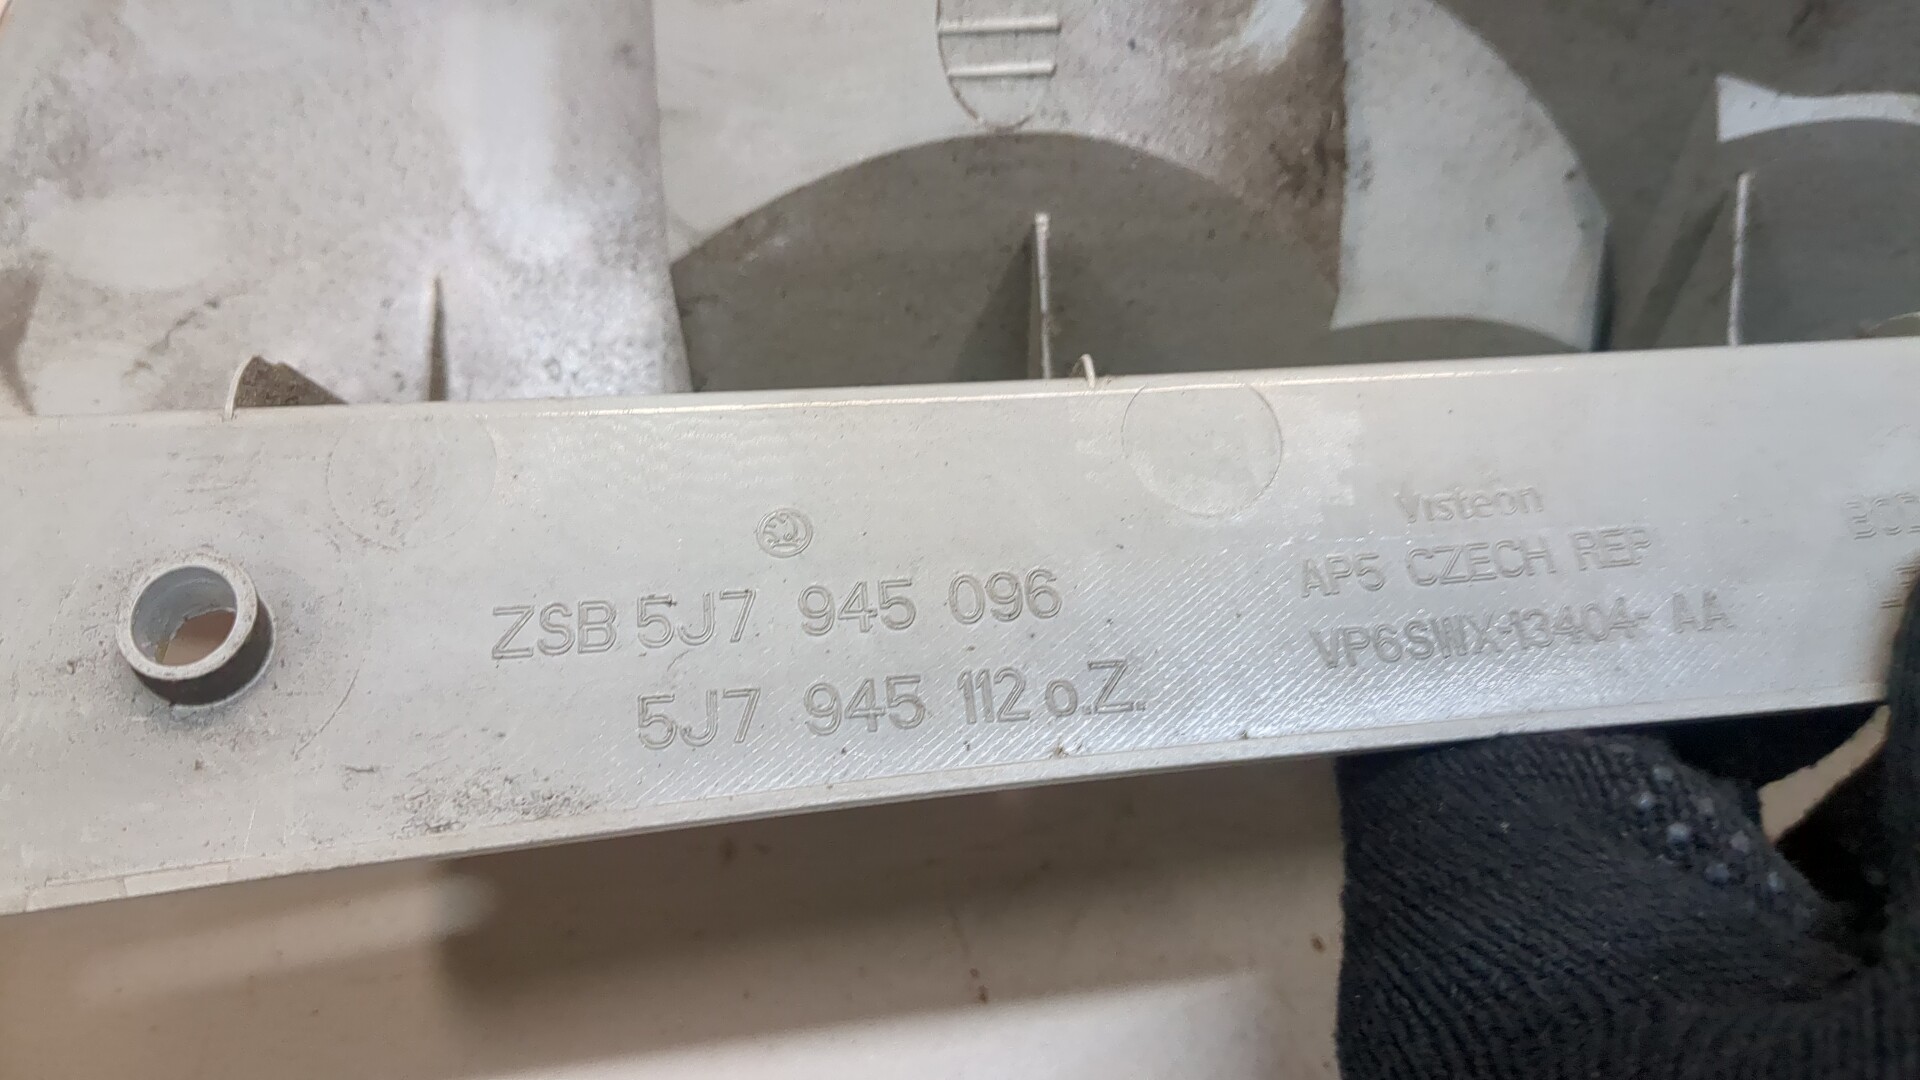 ZSB 5J7 945 096
5J7 945 112 o.Z.
Visteon
AP5 CZECH REP
VP6SWX-13404- AA